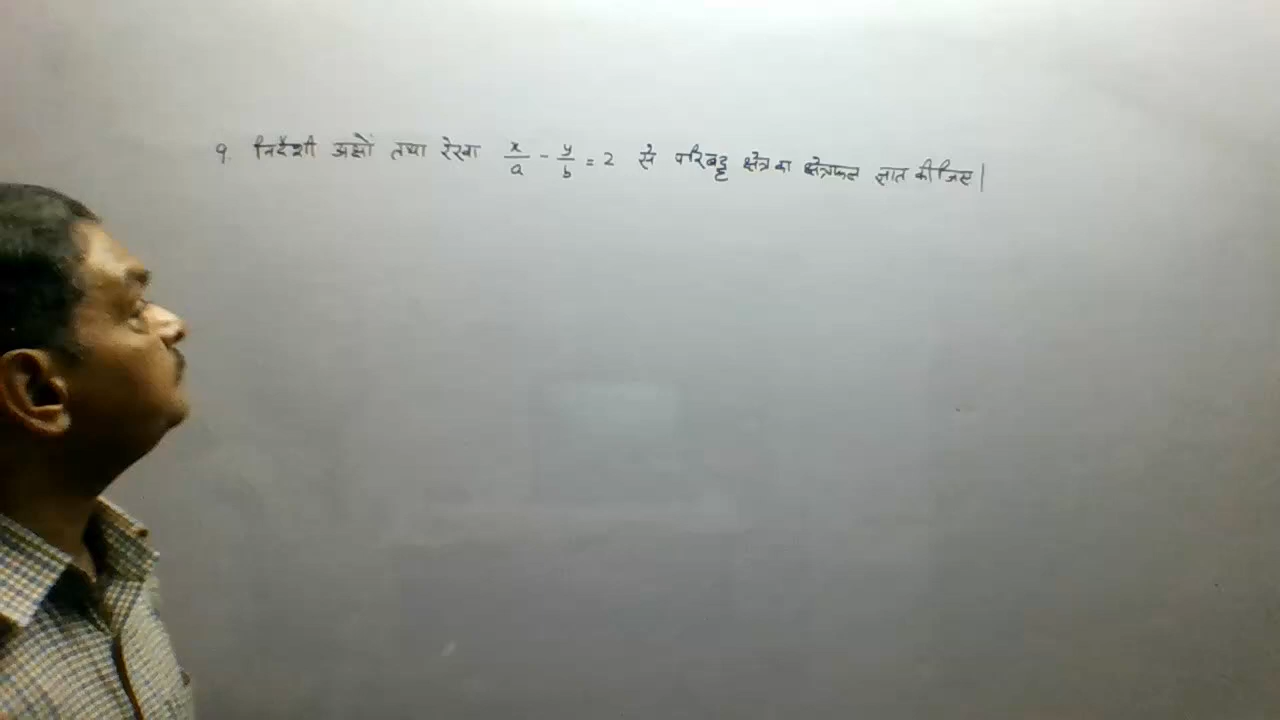 9. निर्देशी अक्षों तथा रेखा x/a - y/b = 2 से परिबद्ध क्षेत्र का क्षेत्रफल ज्ञात कीजिए|